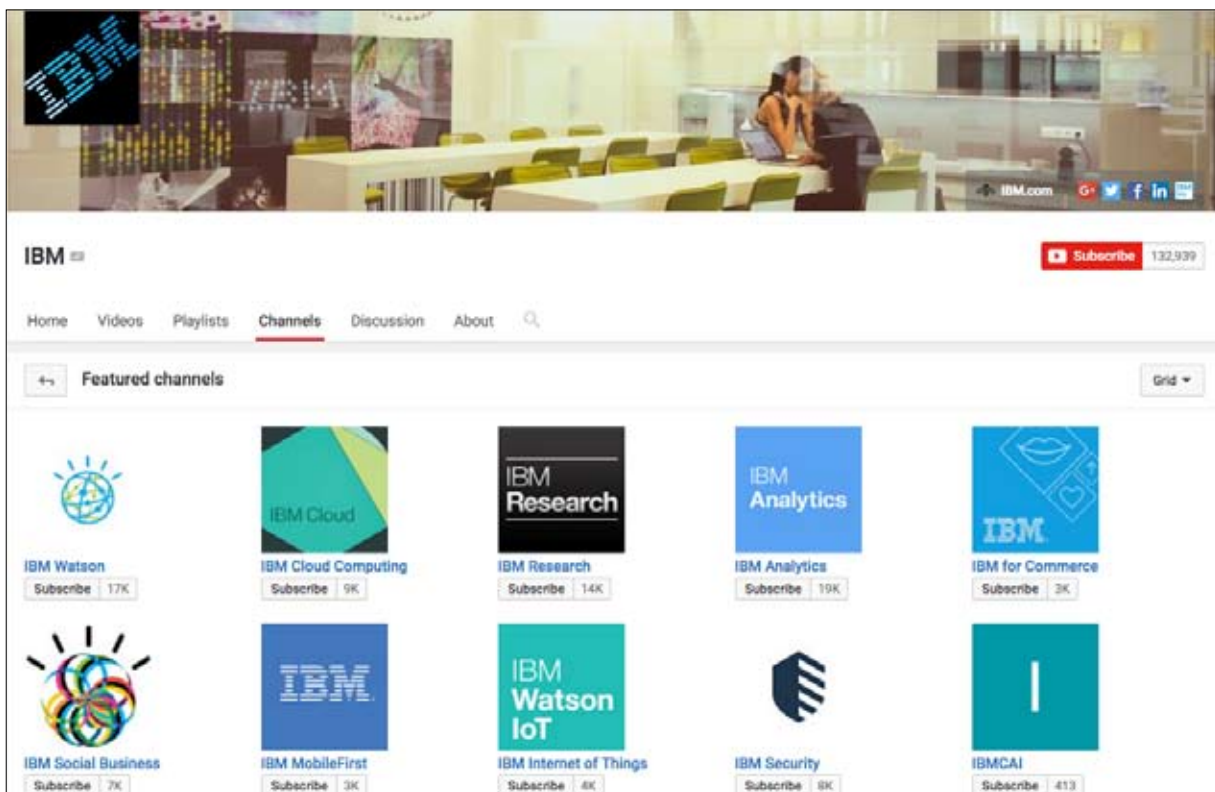 IBM
IBM
IBM.com G+ f in
IBM
Subscribe 132,939
Home Videos Playlists Channels Discussion About
Featured channels
Grid
IBM Cloud
IBM
Research
IBM
Analytics
IBM.
IBM Watson IBM Cloud Computing IBM Research IBM Analytics IBM for Commerce
Subscribe 17K Subscribe 9K Subscribe 14K Subscribe 19K Subscribe 3K
IBM.
IBM
Watson
IoT
I
IBM Social Business IBM MobileFirst IBM Internet of Things IBM Security IBMCAI
Subscribe 7K Subscribe 3K Subscribe 4K Subscribe 8K Subscribe 413